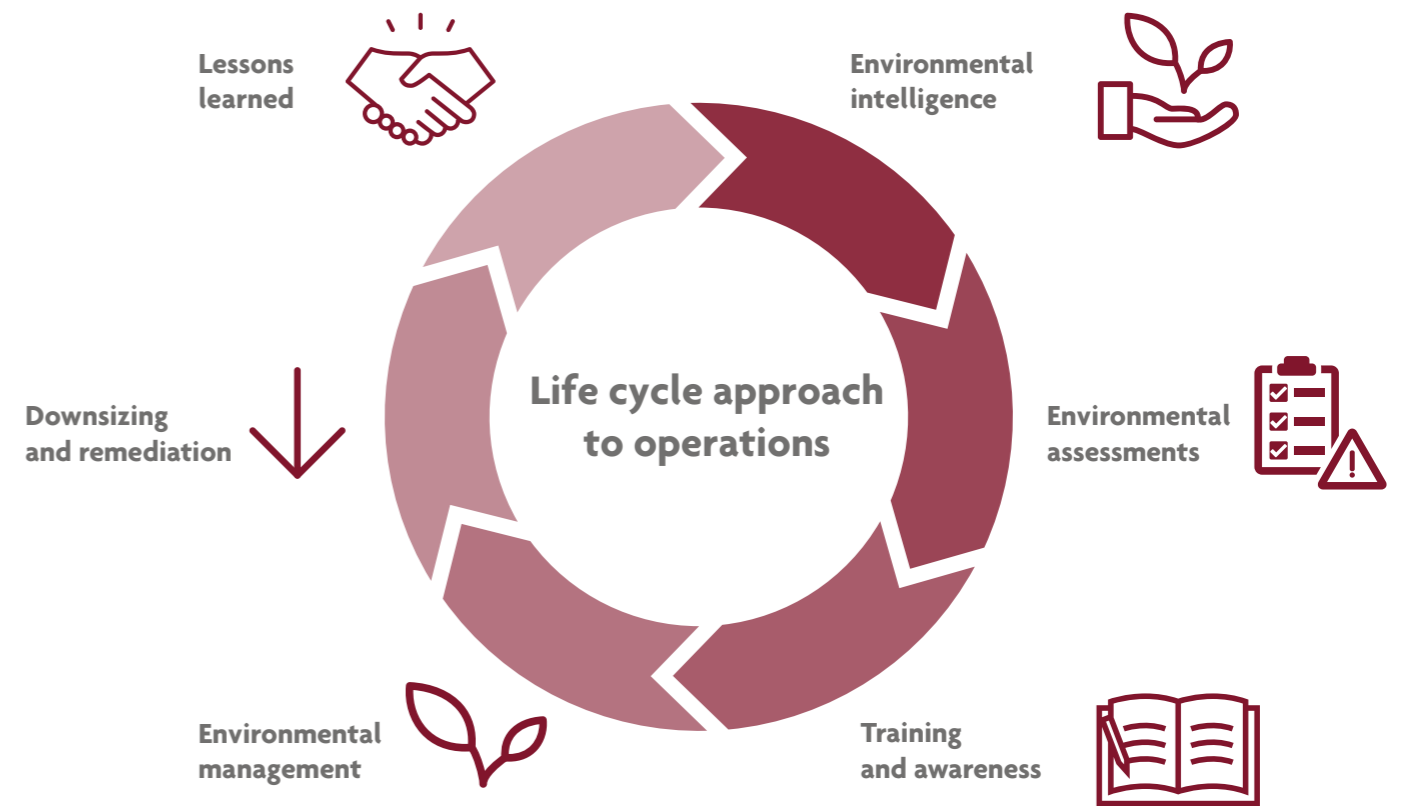 Lessons
learned
Environmental
intelligence
Life cycle approach
to operations
Downsizing
and remediation
Environmental
assessments
Environmental
management
Training
and awareness